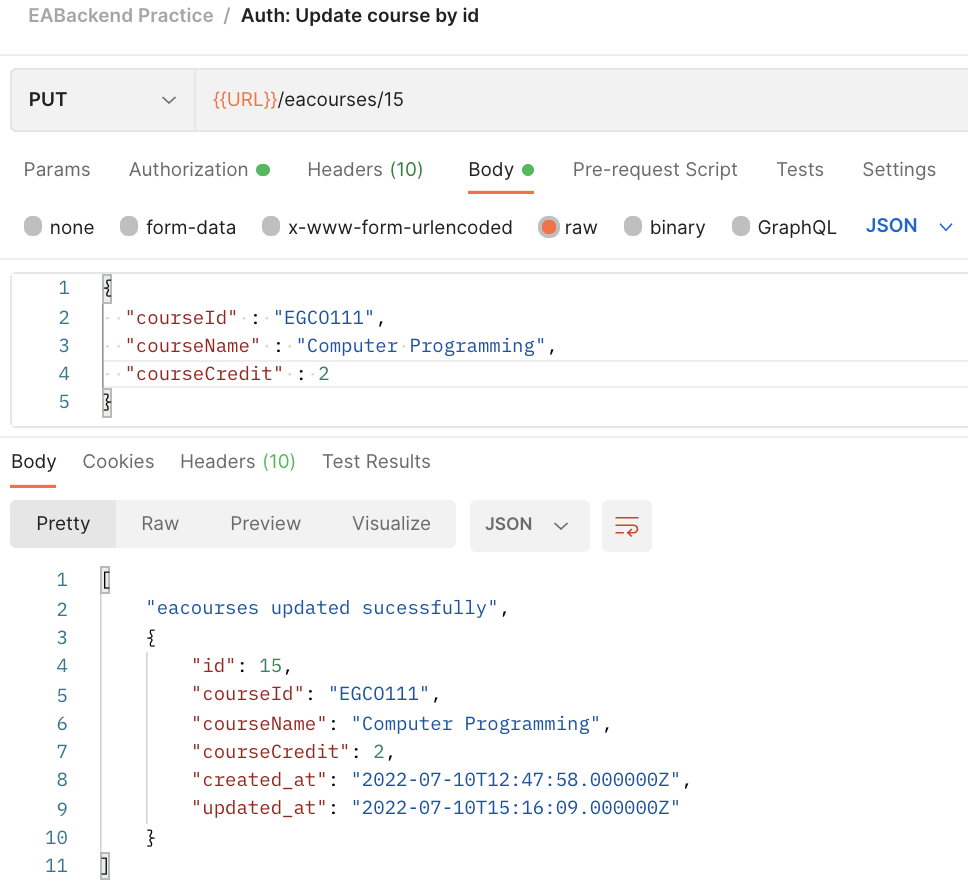 EABackend Practice / Auth: Update course by id
PUT {{URL}}/eacourses/15
Params Authorization Headers (10) Body Pre-request Script Tests Settings
none form-data x-www-form-urlencoded raw binary GraphQL JSON
1 {
2 "courseId" : "EGCO111",
3 "courseName" : "Computer Programming",
4 "courseCredit" : 2
5 }
Body Cookies Headers (10) Test Results
Pretty Raw Preview Visualize JSON
1 [
2 "eacourses updated sucessfully",
3 {
4 "id": 15,
5 "courseId": "EGCO111",
6 "courseName": "Computer Programming",
7 "courseCredit": 2,
8 "created_at": "2022-07-10T12:47:58.000000Z",
9 "updated_at": "2022-07-10T15:16:09.000000Z"
10 }
11 ]